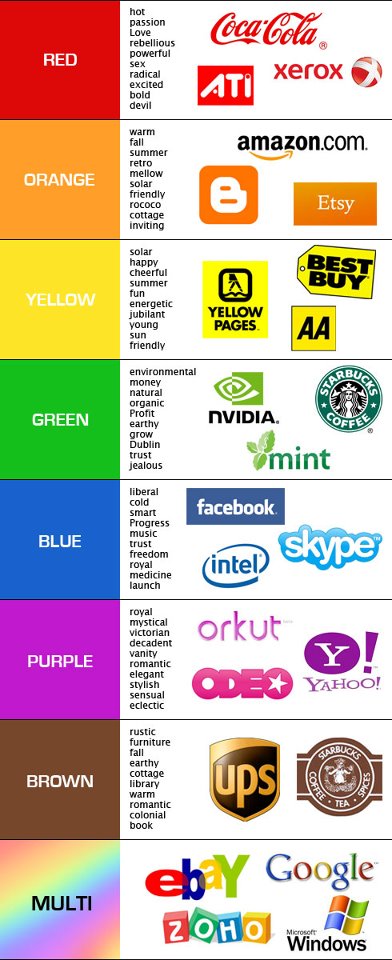 RED
hot
passion
Love
rebellious
powerful
sex
radical
excited
bold
devil
Coca-Cola
®
ATI
xerox
ORANGE
warm
fall
summer
retro
mellow
solar
friendly
rococo
cottage
inviting
amazon.com.
B
Etsy
YELLOW
solar
happy
cheerful
summer
fun
energetic
jubilant
young
sun
friendly
YELLOW
PAGES
BEST
BUY
AA
GREEN
environmental
money
natural
organic
Profit
earthy
grow
Dublin
trust
jealous
NVIDIA.
STARBUCKS
COFFEE
®
mint
BLUE
liberal
cold
smart
Progress
music
trust
freedom
royal
medicine
launch
facebook
intel
skype™
PURPLE
royal
mystical
victorian
decadent
vanity
romantic
elegant
stylish
sensual
eclectic
orkut
ODEO
Y!
YAHOO!
BROWN
rustic
furniture
fall
earthy
cottage
library
warm
romantic
colonial
book
ups
STARBUCKS
COFFEE • TEA • SPICES
MULTI
ebaY
Google™
ZOHO
Microsoft®
Windows